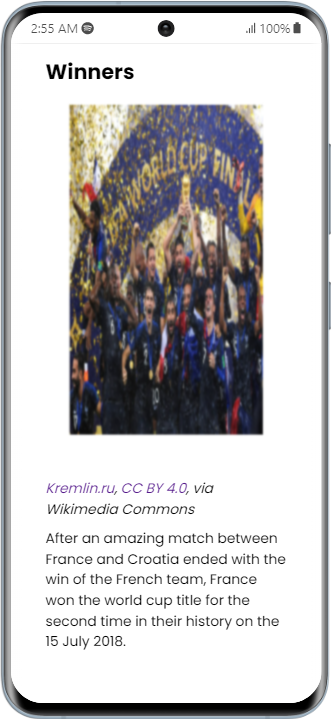 2:55 AM
100%
Winners
WORLD CUP FINAL
Kremlin.ru, CC BY 4.0, via
Wikimedia Commons
After an amazing match between
France and Croatia ended with the
win of the French team, France
won the world cup title for the
second time in their history on the
15 July 2018.